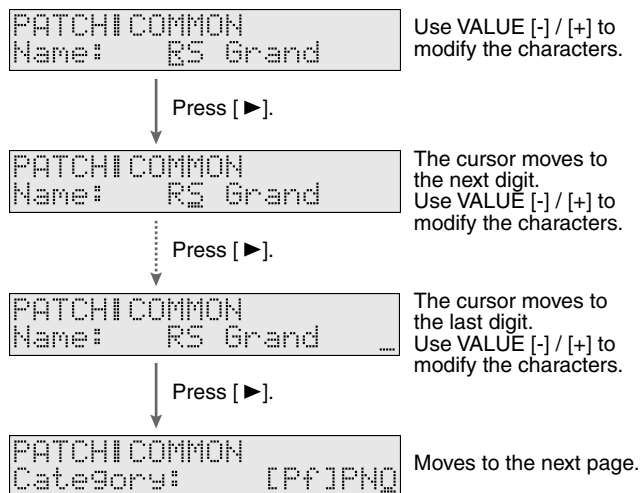 PATCH COMMON
Name: RS Grand
Use VALUE [-] / [+] to
modify the characters.
Press [ ▶].
PATCH COMMON
Name: RS Grand
The cursor moves to
the next digit.
Use VALUE [-] / [+] to
modify the characters.
Press [ ▶].
PATCH COMMON
Name: RS Grand _
The cursor moves to
the last digit.
Use VALUE [-] / [+] to
modify the characters.
Press [ ▶].
PATCH COMMON
Category: [Pf]PNO
Moves to the next page.